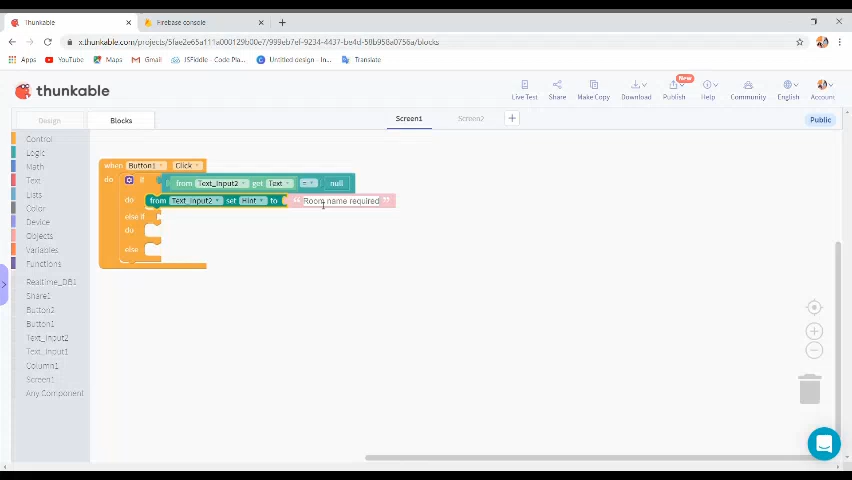 Thunkable
Firebase console
x.thunkable.com/projects/5fae2e65a111a000129b00e7/999eb7ef-9234-4437-be4d-58b958a0756a/blocks
Apps
YouTube
Maps
Gmail
JSFiddle - Code Pla...
Untitled design - In...
Translate
thunkable
Live Test
Share
Make Copy
Download
New
Publish
Help
Community
English
Account
Design
Blocks
Screen1
Screen2
Public
Control
Logic
Math
Text
Lists
Color
Device
Objects
Variables
Functions
Realtime_DB1
Share1
Button2
Button1
Text_Input2
Text_Input1
Column1
Screen1
Any Component
when Button1 Click
do if from Text_Input2 get Text = null
do from Text_Input2 set Hint to “ Room name required ”
else if
do
else